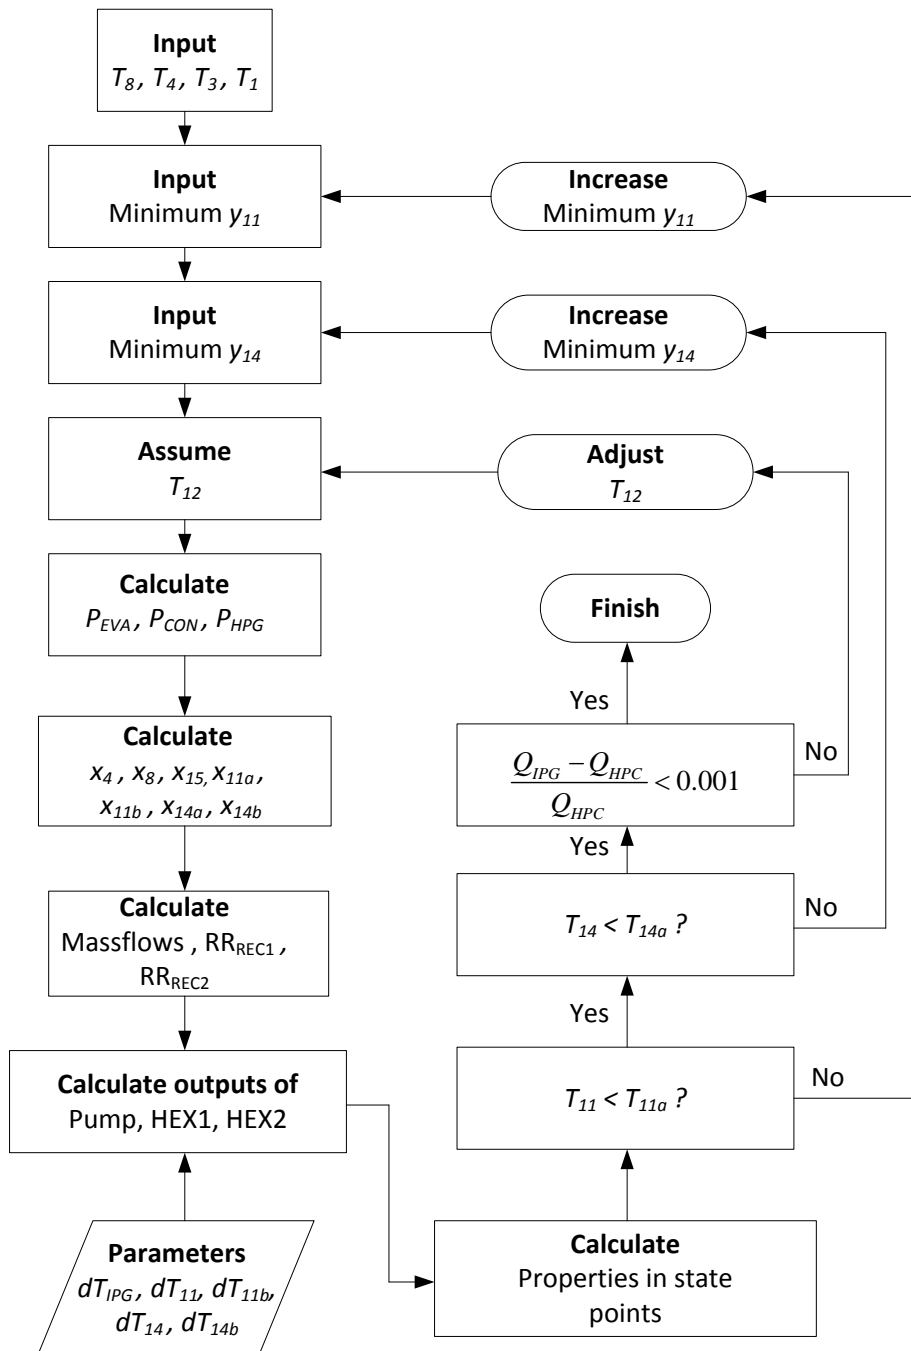 Input
T8, T4, T3, T1
Input
Minimum y11
Increase
Minimum y11
Input
Minimum y14
Increase
Minimum y14
Assume
T12
Adjust
T12
Calculate
PEVA, PCON, PHPG
Finish
Yes
Calculate
x4, x8, x15, x11a,
x11b, x14a, x14b
QIPG − QHPC
QHPC
< 0.001
No
Yes
Calculate
Massflows , RRREC1 ,
RRREC2
T14 < T14a ?
No
Yes
Calculate outputs of
Pump, HEX1, HEX2
T11 < T11a ?
No
Parameters
dTIPG, dT11, dT11b,
dT14, dT14b
Calculate
Properties in state
points